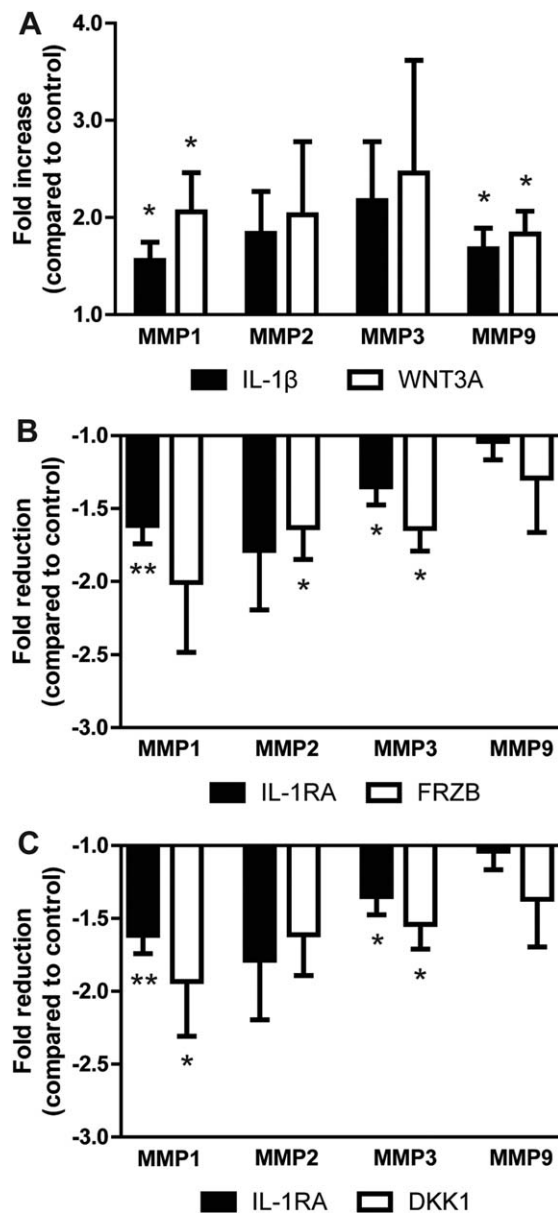 A
Fold increase
(compared to control)
4.0
3.0
2.0
1.0
* * * *
MMP1 MMP2 MMP3 MMP9
IL-1β WNT3A
B
Fold reduction
(compared to control)
-1.0
-1.5
-2.0
-2.5
-3.0
** * * *
MMP1 MMP2 MMP3 MMP9
IL-1RA FRZB
C
Fold reduction
(compared to control)
-1.0
-1.5
-2.0
-2.5
-3.0
** * * *
MMP1 MMP2 MMP3 MMP9
IL-1RA DKK1